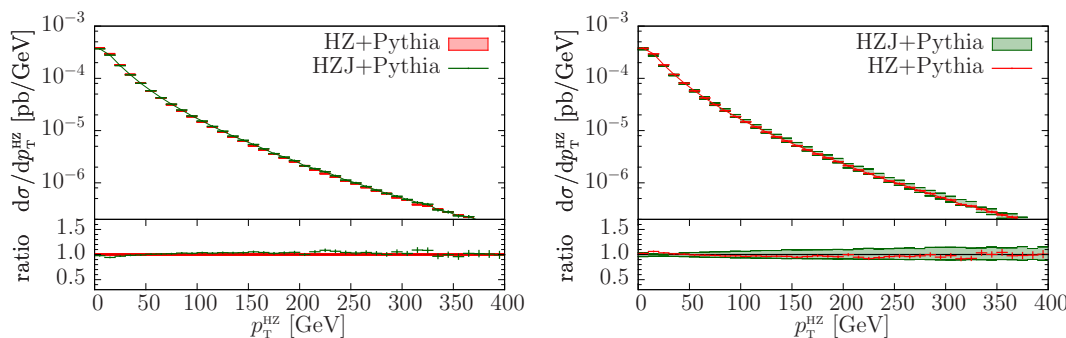 10⁻³
HZ+Pythia
HZJ+Pythia
10⁻⁴
10⁻⁵
10⁻⁶
dσ/dp_T^HZ [pb/GeV]
1.5
1.0
0.5
ratio
0 50 100 150 200 250 300 350 400
p_T^HZ [GeV]
10⁻³
HZJ+Pythia
HZ+Pythia
10⁻⁴
10⁻⁵
10⁻⁶
dσ/dp_T^HZ [pb/GeV]
1.5
1.0
0.5
ratio
0 50 100 150 200 250 300 350 400
p_T^HZ [GeV]